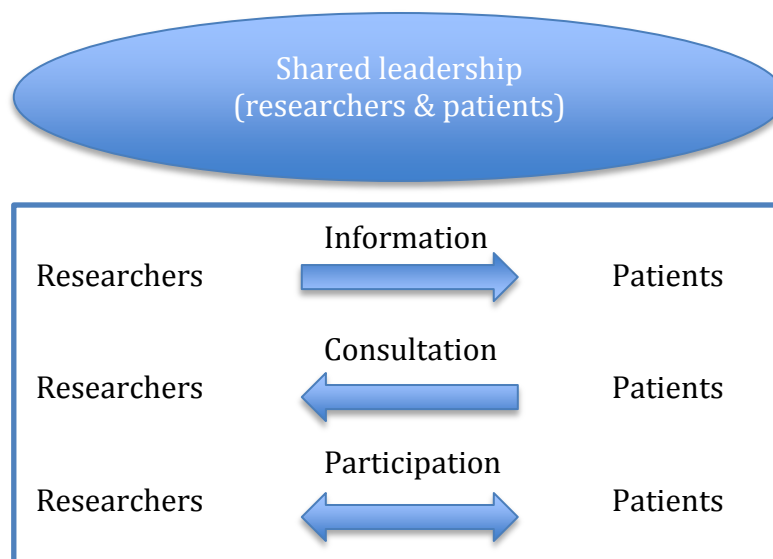 Shared leadership
(researchers & patients)
Information
Researchers Patients
Consultation
Researchers Patients
Participation
Researchers Patients